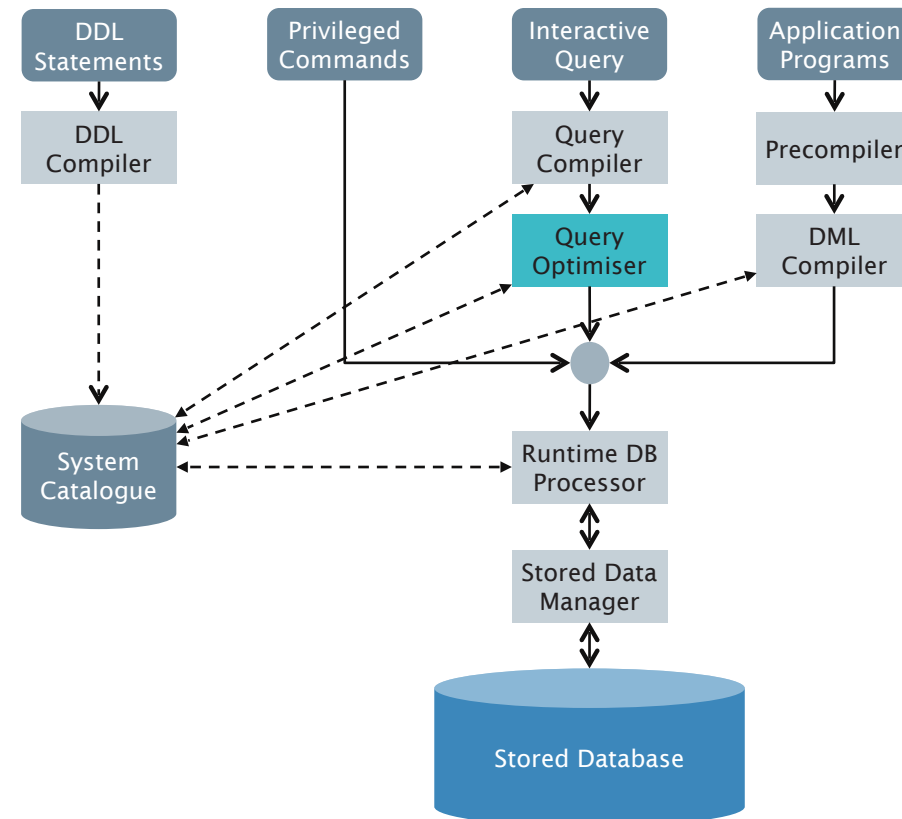 DDL
Statements
Privileged
Commands
Interactive
Query
Application
Programs
DDL
Compiler
Query
Compiler
Precompiler
Query
Optimiser
DML
Compiler
System
Catalogue
Runtime DB
Processor
Stored Data
Manager
Stored Database